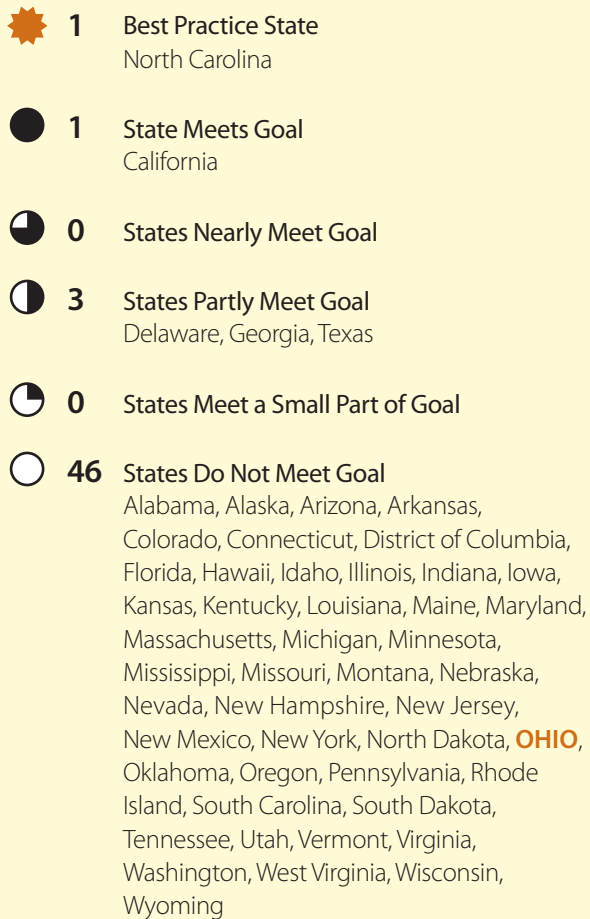 1 Best Practice State
North Carolina
1 State Meets Goal
California
0 States Nearly Meet Goal
3 States Partly Meet Goal
Delaware, Georgia, Texas
0 States Meet a Small Part of Goal
46 States Do Not Meet Goal
Alabama, Alaska, Arizona, Arkansas,
Colorado, Connecticut, District of Columbia,
Florida, Hawaii, Idaho, Illinois, Indiana, Iowa,
Kansas, Kentucky, Louisiana, Maine, Maryland,
Massachusetts, Michigan, Minnesota,
Mississippi, Missouri, Montana, Nebraska,
Nevada, New Hampshire, New Jersey,
New Mexico, New York, North Dakota, OHIO,
Oklahoma, Oregon, Pennsylvania, Rhode
Island, South Carolina, South Dakota,
Tennessee, Utah, Vermont, Virginia,
Washington, West Virginia, Wisconsin,
Wyoming